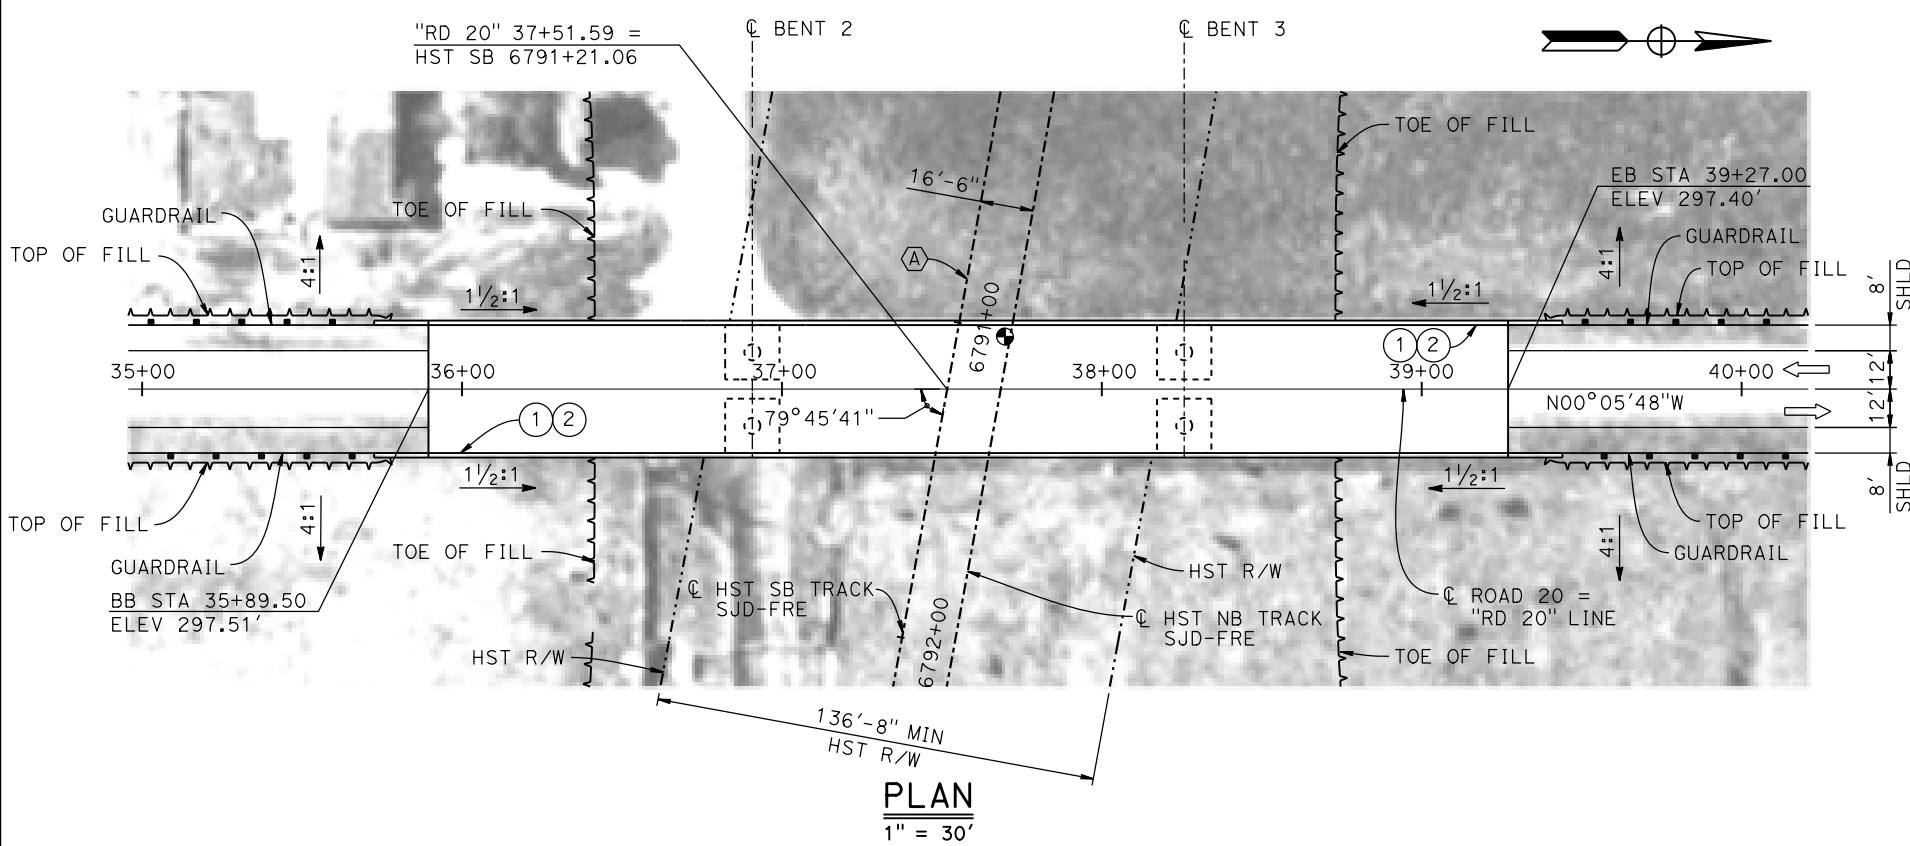 "RD 20" 37+51.59 =
HST SB 6791+21.06
℄ BENT 2
℄ BENT 3
TOE OF FILL
16'-6"
EB STA 39+27.00
ELEV 297.40'
GUARDRAIL
TOE OF FILL
TOP OF FILL
4:1
A
GUARDRAIL
4:1
TOP OF FILL
8'
SHLD
1½:1
1½:1
6791+00
1 2
35+00
36+00
37+00
38+00
39+00
40+00
12'
79°45'41"
N00°05'48"W
12'
1 2
1½:1
1½:1
8'
SHLD
TOP OF FILL
4:1
TOE OF FILL
TOP OF FILL
4:1
GUARDRAIL
GUARDRAIL
HST R/W
BB STA 35+89.50
ELEV 297.51'
℄ HST SB TRACK
SJD-FRE
6792+00
℄ HST NB TRACK
SJD-FRE
℄ ROAD 20 =
"RD 20" LINE
HST R/W
TOE OF FILL
136'-8" MIN
HST R/W
PLAN
1" = 30'